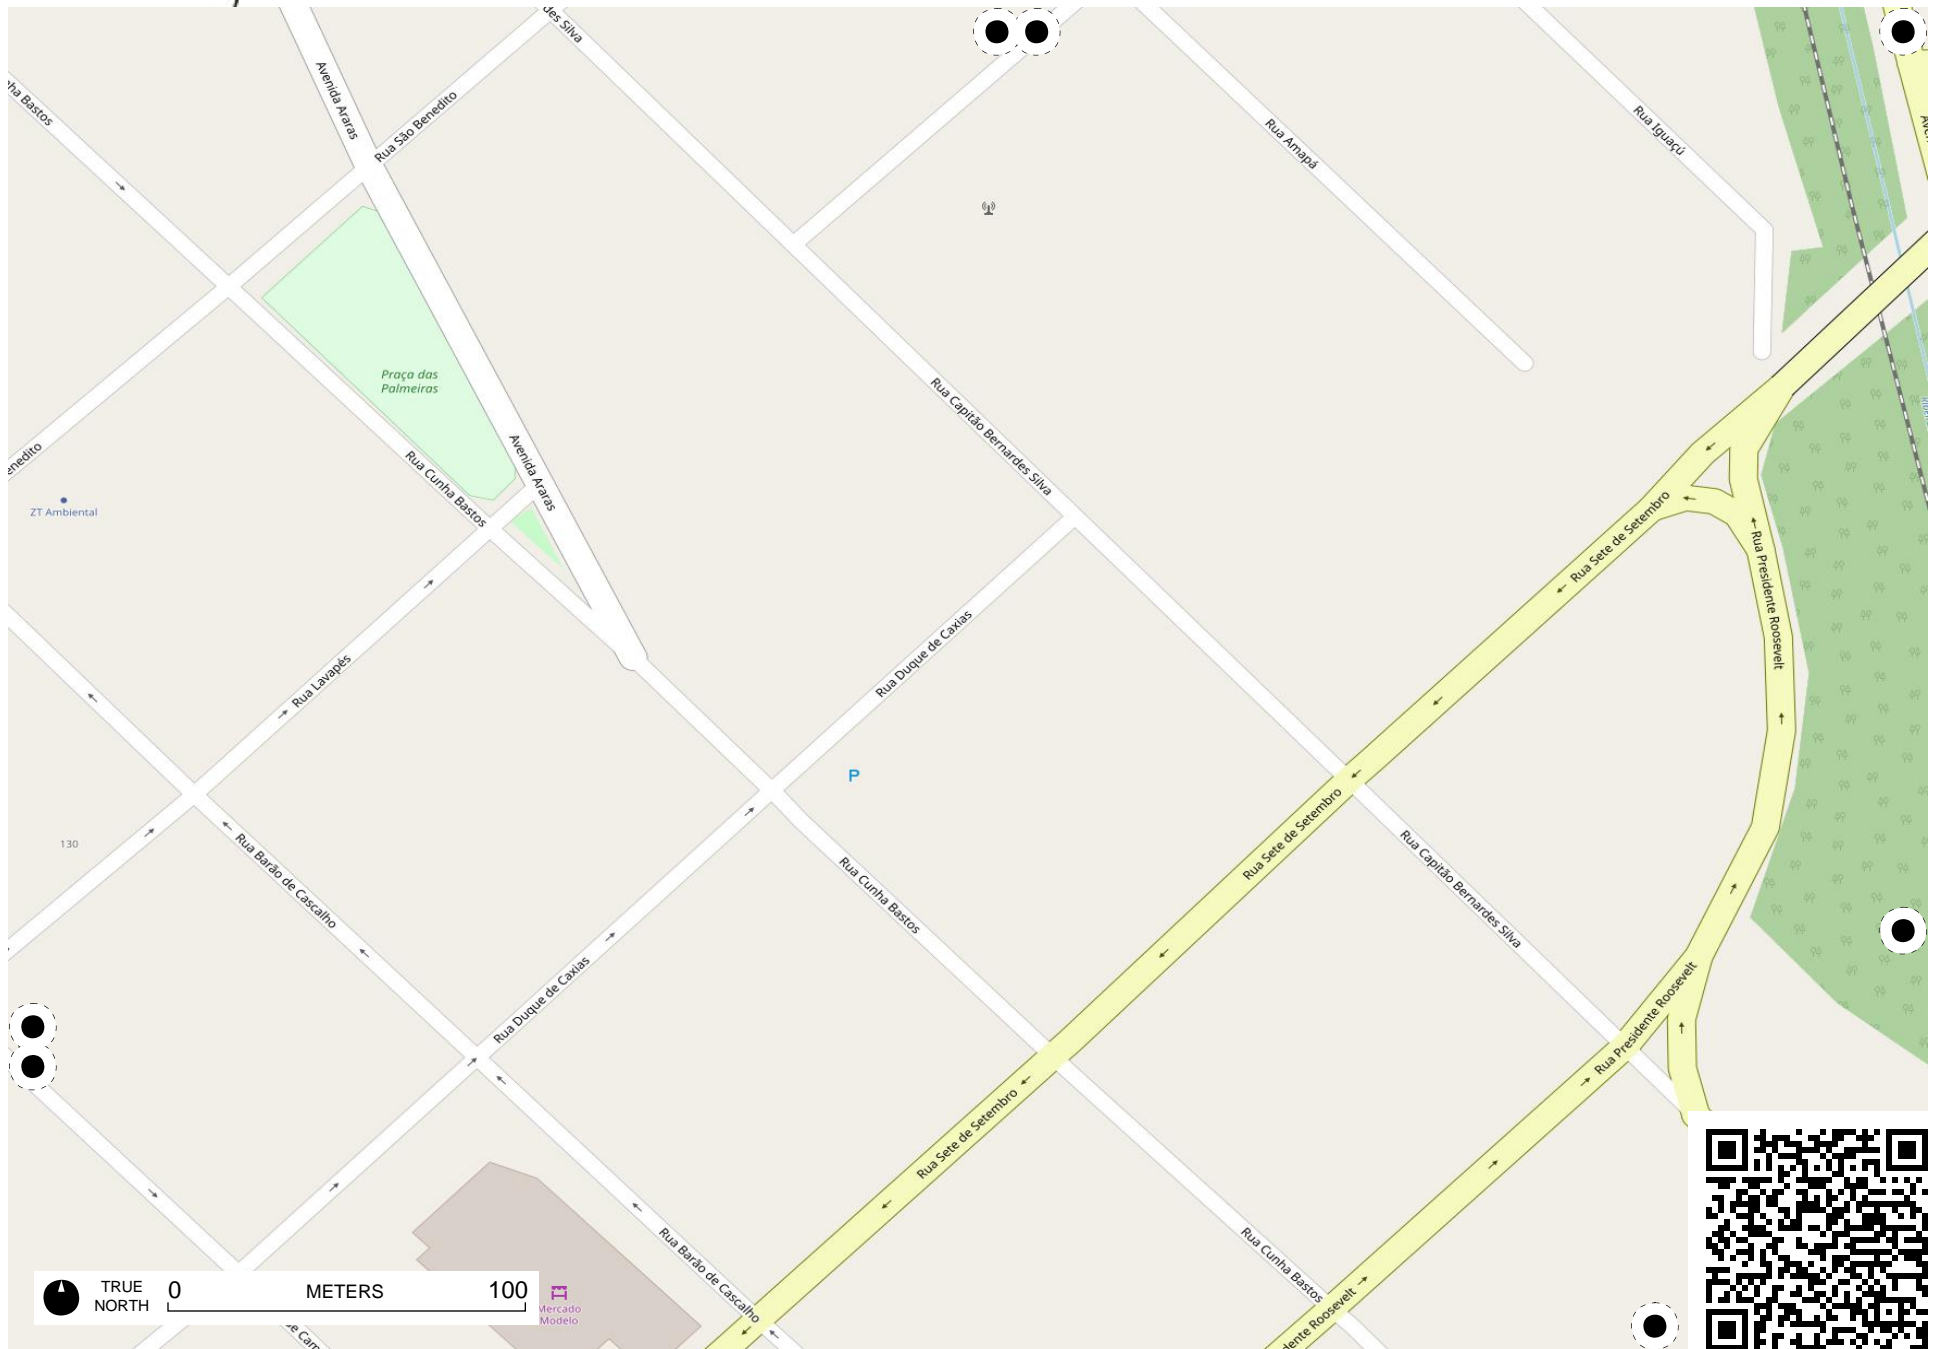 des Silva
Avenida Araras
Rua São Benedito
ha Bastos
Rua Iguaçú
Rua Amapá
Praça das
Palmeiras
Rua Capitão Bernardes Silva
Avenida Araras
Rua Cunha Bastos
enedito
ZT Ambiental
Rua Sete de Setembro
Rua Presidente Roosevelt
Rua Duque de Caxias
Rua Lavapés
P
Rua Sete de Setembro
Rua Capitão Bernardes Silva
130
Rua Barão de Cascalho
Rua Cunha Bastos
Rua Duque de Caxias
Rua Presidente Roosevelt
Rua Sete de Setembro
Rua Barão de Cascalho
Rua Cunha Bastos
dente Roosevelt
Mercado
Modelo
TRUE
NORTH
0 METERS 100